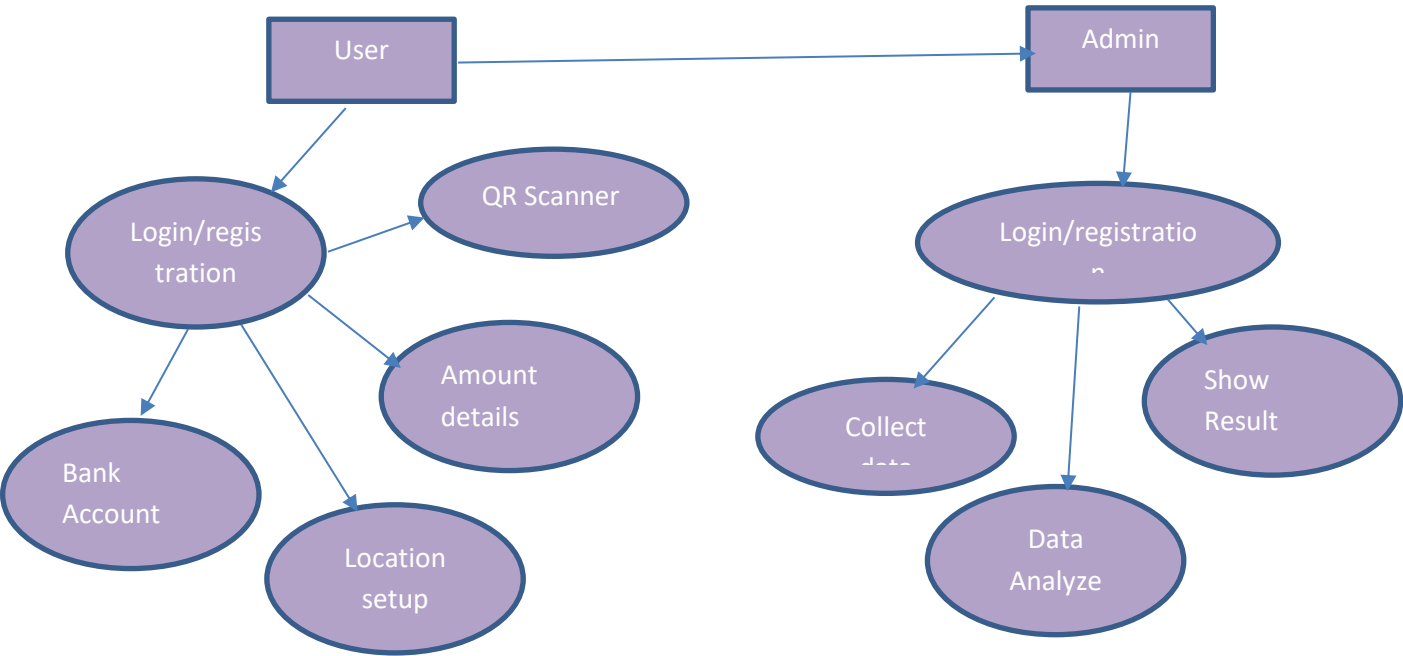 User
Admin
QR Scanner
Login/regis
tration
Login/registratio
n
Amount
details
Show
Result
Collect
data
Bank
Account
Location
setup
Data
Analyze